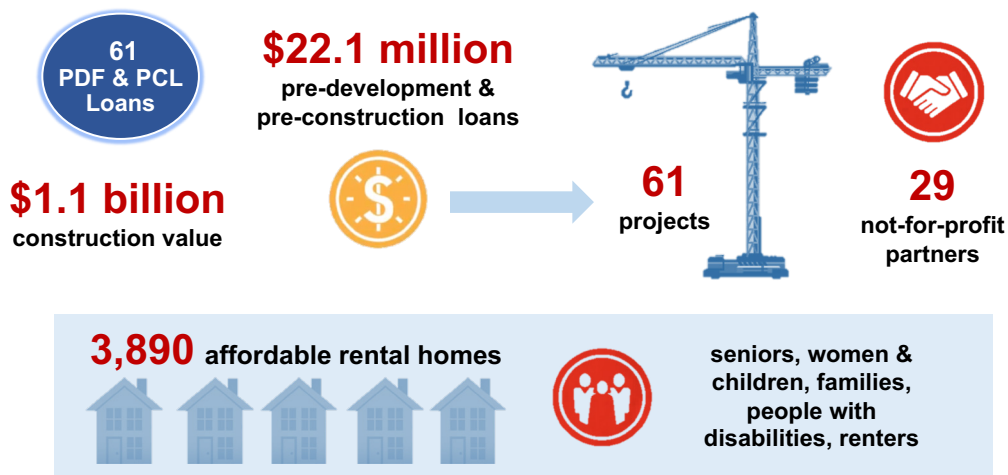 61
PDF & PCL
Loans
$22.1 million
pre-development &
pre-construction loans
$1.1 billion
construction value
$
61
projects
29
not-for-profit
partners
3,890 affordable rental homes
seniors, women &
children, families,
people with
disabilities, renters